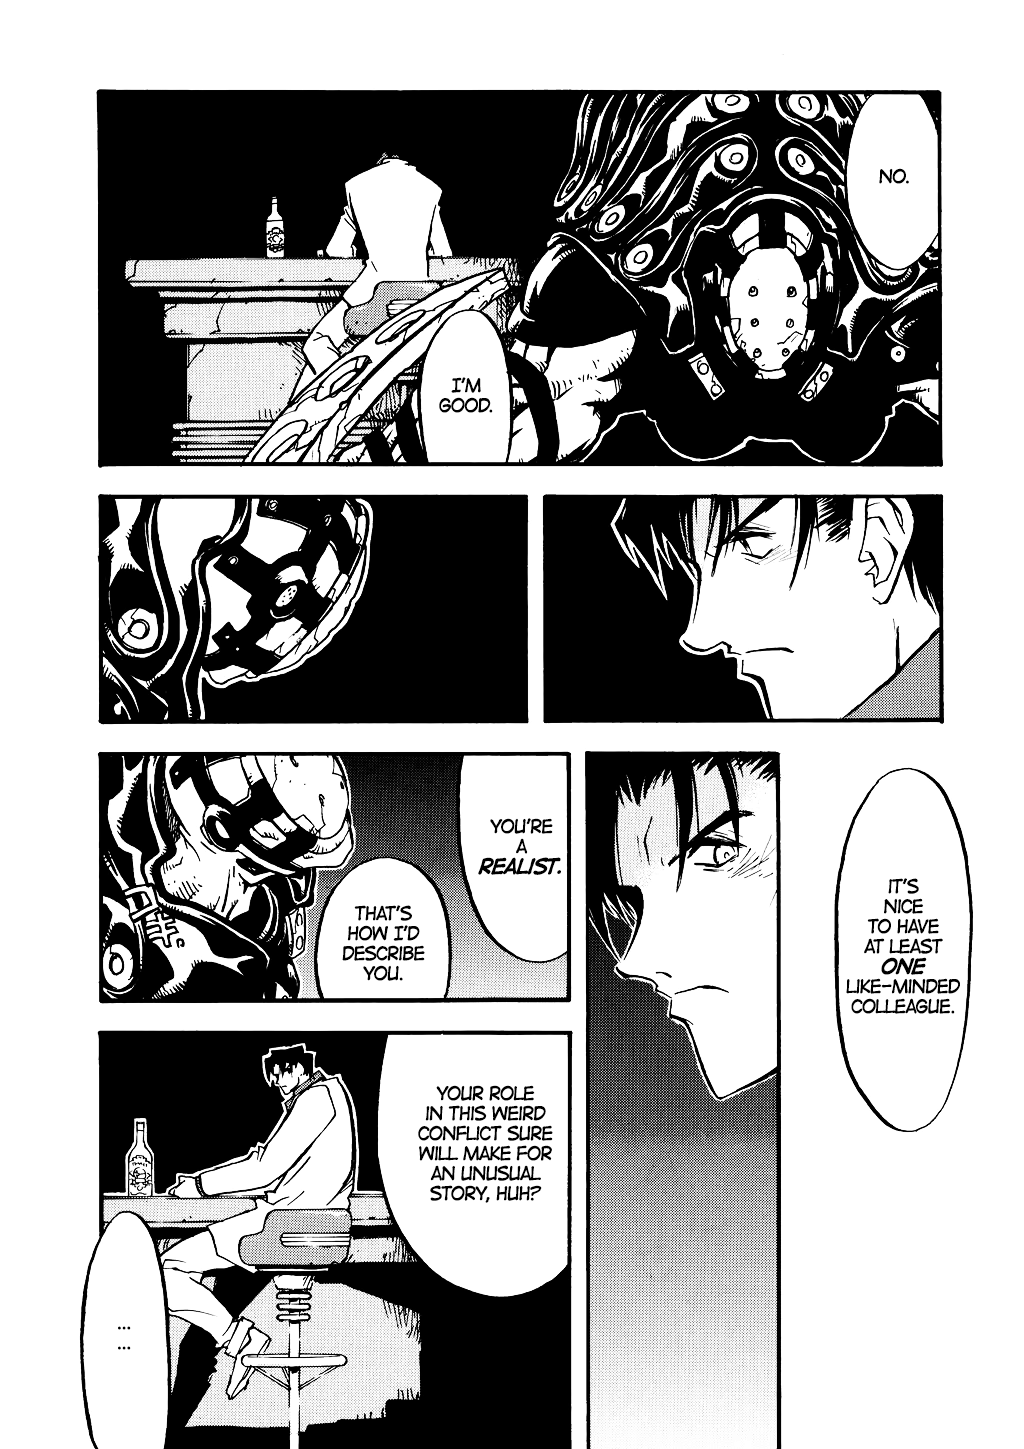 NO.
I'M
GOOD.
IT'S
NICE
TO HAVE
AT LEAST
ONE
LIKE-MINDED
COLLEAGUE.
YOU'RE
A
REALIST.
THAT'S
HOW I'D
DESCRIBE
YOU.
YOUR ROLE
IN THIS WEIRD
CONFLICT SURE
WILL MAKE FOR
AN UNUSUAL
STORY, HUH?
...
...